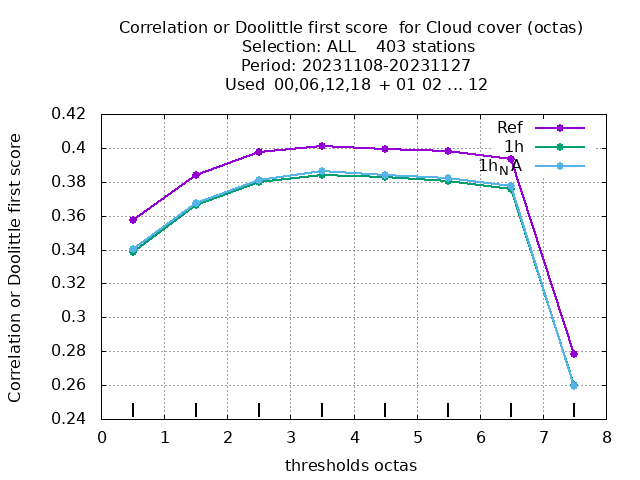 Correlation or Doolittle first score  for Cloud cover (octas)
Selection: ALL    403 stations
Period: 20231108-20231127
Used  00,06,12,18  + 01 02 ... 12
Correlation or Doolittle first score
0.42
0.4
0.38
0.36
0.34
0.32
0.3
0.28
0.26
0.24
Ref
1h
1h_NA
0 1 2 3 4 5 6 7 8
thresholds octas